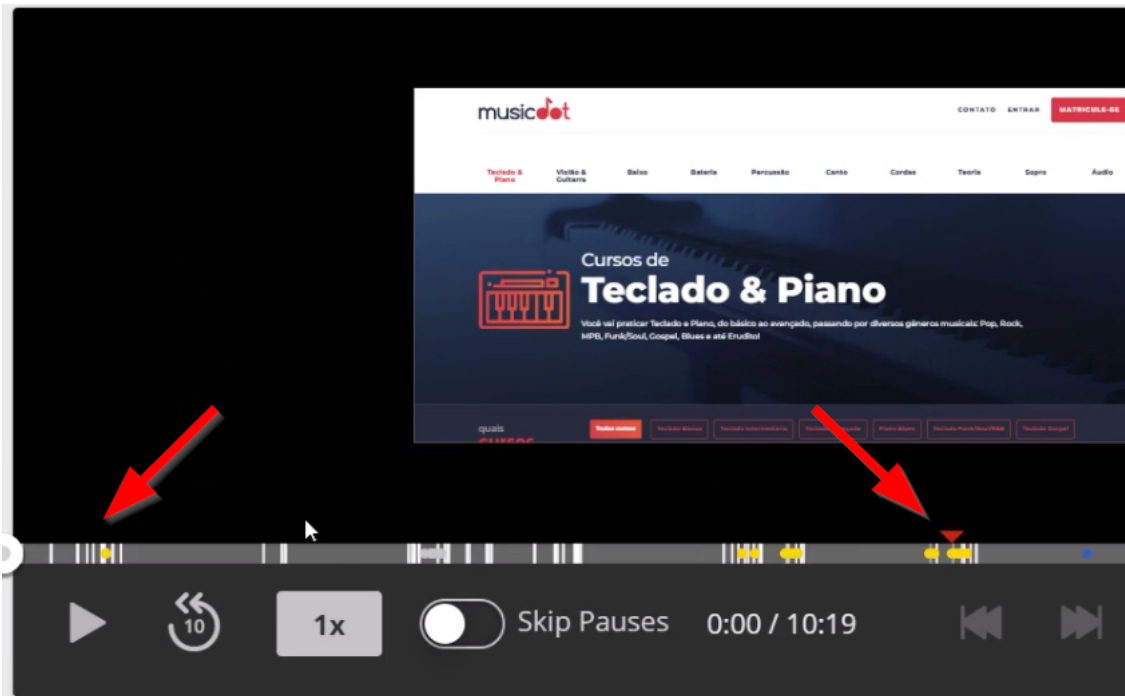 musicdot
CONTATO ENTRAR MATRICULE-SE
Teclado & Piano Violão & Guitarra Baixo Bateria Percussão Canto Cordas Teoria Sopro Áudio
Cursos de
Teclado & Piano
Você vai praticar Teclado e Piano, do básico ao avançado, passando por diversos gêneros musicais: Pop, Rock,
MPB, Funk/Soul, Gospel, Blues e até Erudito!
quais
cursos
Todos cursos Teclado Básico Teclado Intermediário Piano Blues Teclado Funk/Soul/R&B Teclado Gospel
10 1x Skip Pauses 0:00 / 10:19